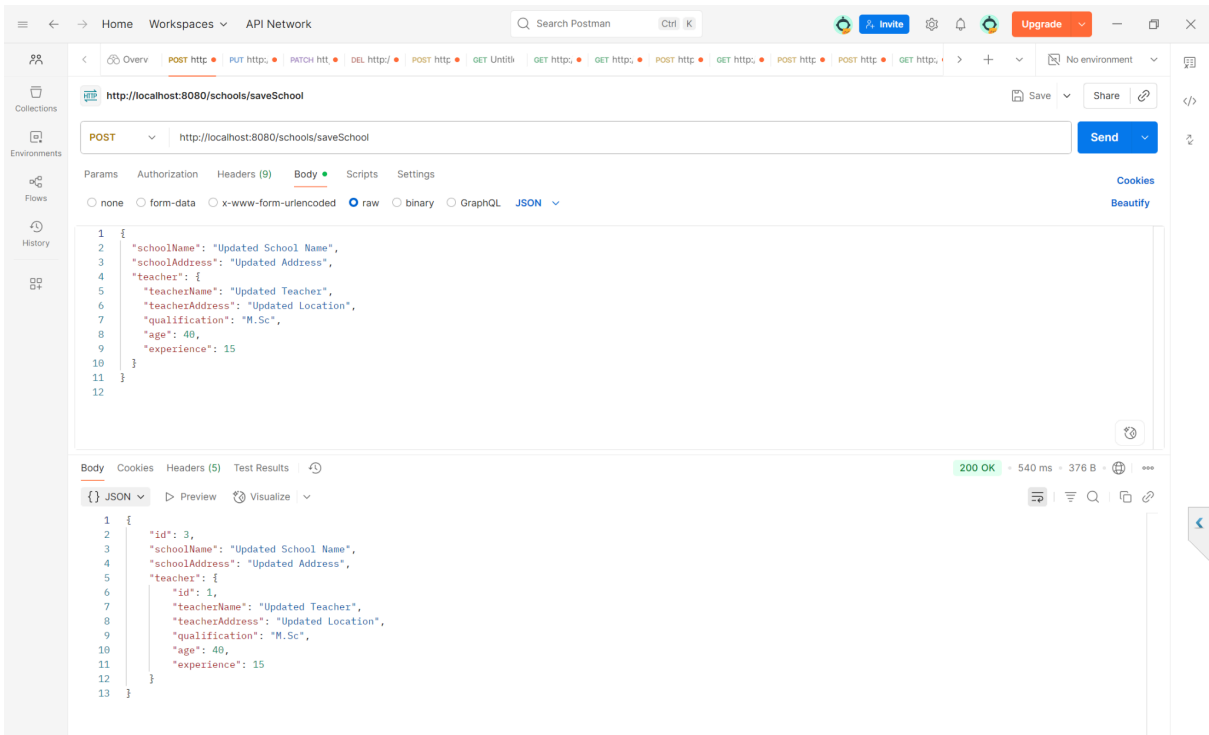 Home Workspaces API Network Search Postman Ctrl K Invite Upgrade
Overv POST http PUT http:, PATCH htt DEL http:/ POST http GET Untitle GET http:, GET http:, POST http GET http:, POST http POST http GET http:, No environment
Collections
Environments
Flows
History
HTTP http://localhost:8080/schools/saveSchool Save Share
POST http://localhost:8080/schools/saveSchool Send
Params Authorization Headers (9) Body Scripts Settings Cookies
none form-data x-www-form-urlencoded raw binary GraphQL JSON Beautify
1 {
2 "schoolName": "Updated School Name",
3 "schoolAddress": "Updated Address",
4 "teacher": {
5 "teacherName": "Updated Teacher",
6 "teacherAddress": "Updated Location",
7 "qualification": "M.Sc",
8 "age": 40,
9 "experience": 15
10 }
11 }
12
Body Cookies Headers (5) Test Results 200 OK 540 ms 376 B
{} JSON Preview Visualize
1 {
2 "id": 3,
3 "schoolName": "Updated School Name",
4 "schoolAddress": "Updated Address",
5 "teacher": {
6 "id": 1,
7 "teacherName": "Updated Teacher",
8 "teacherAddress": "Updated Location",
9 "qualification": "M.Sc",
10 "age": 40,
11 "experience": 15
12 }
13 }